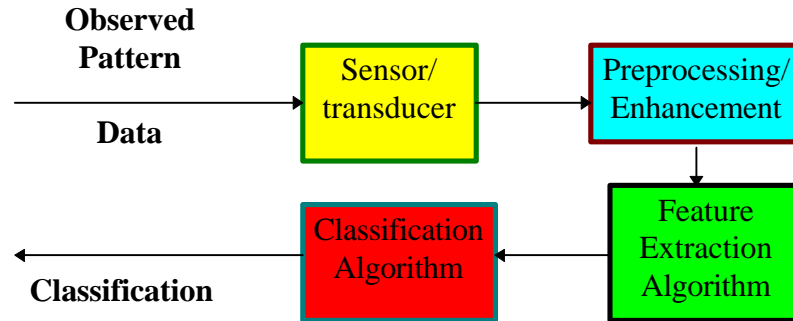 Observed
Pattern
Data
Sensor/
transducer
Preprocessing/
Enhancement
Feature
Extraction
Algorithm
Classification
Algorithm
Classification